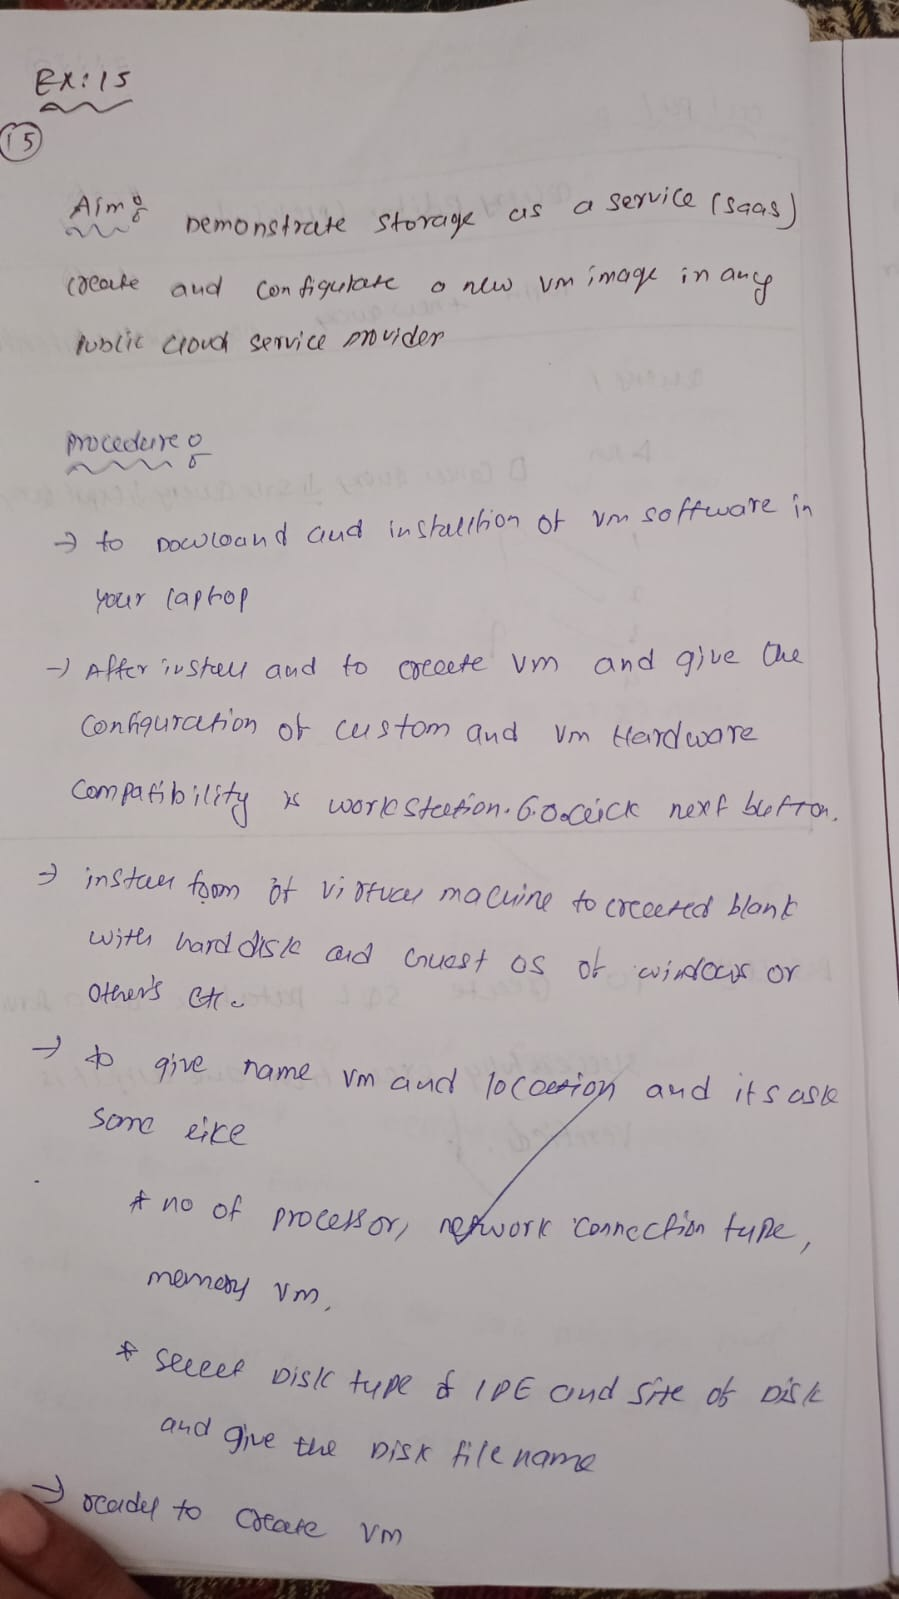 Ex:15
15
Aim: Demonstrate storage as a service (saas)
create and configurate a new vm image in any
public cloud service provider
procedure:
→ to Dowloand and installtion of vm software in
your laptop
→ After install and to create vm and give the
configuration of custom and vm Hardware
compatibility is workstation. 6.0.click next button.
→ install from of virtual machine to created blank
with hard disk and Guest os of windows or
other's etc.
→ to give name vm and location and its ask
some like
* no of processor, network connection type,
memory vm.
* select Disk type & IDE and size of Disk
and give the Disk file name
→ ready to create vm